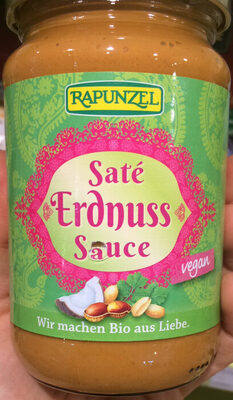 RAPUNZEL
Saté
Erdnuss
Sauce
vegan
Wir machen Bio aus Liebe.